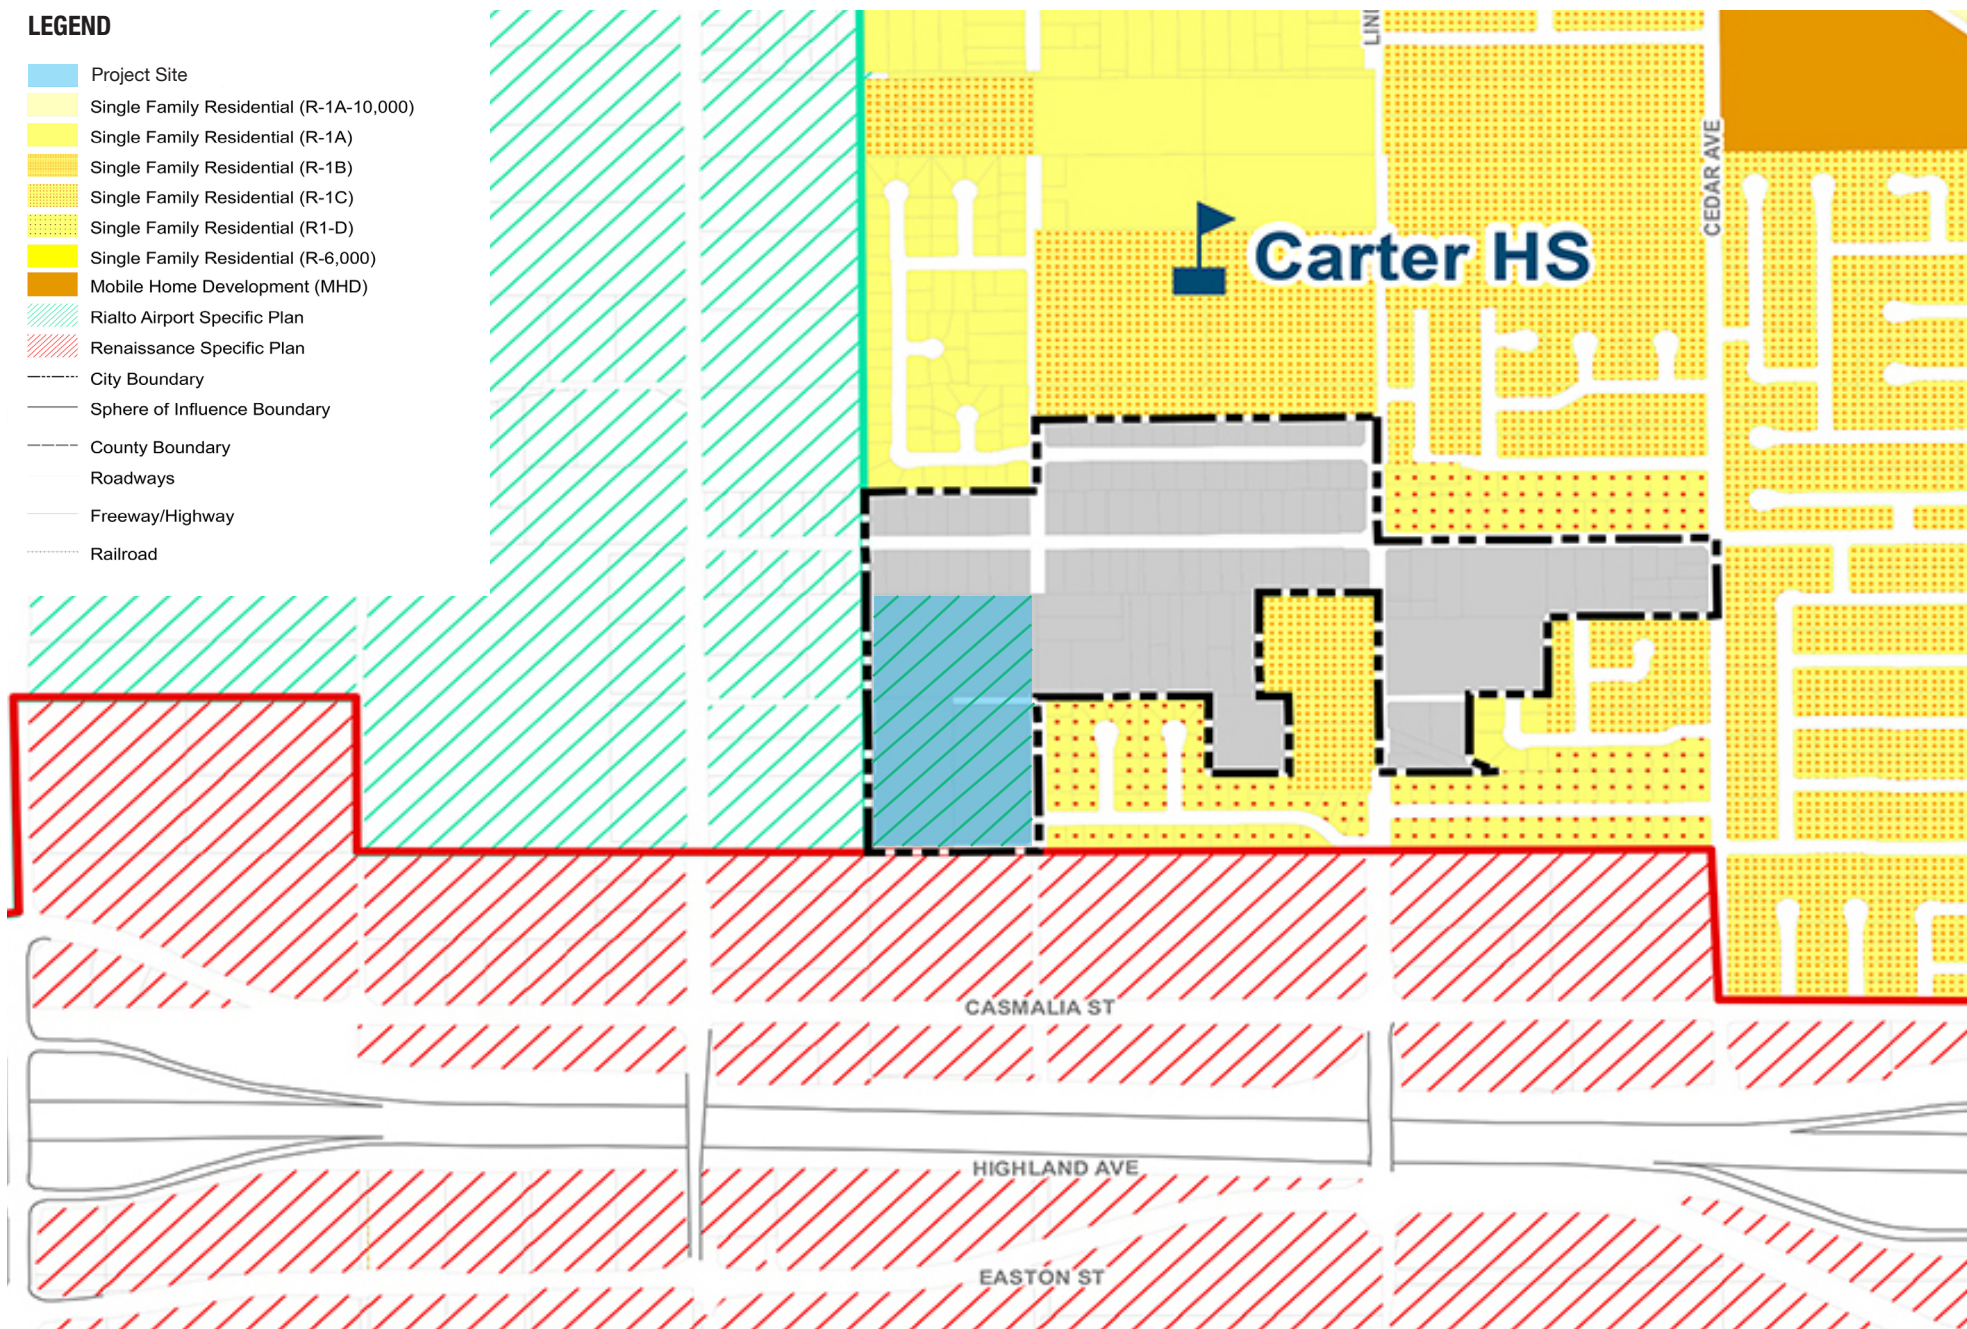 LEGEND
Project Site
Single Family Residential (R-1A-10,000)
Single Family Residential (R-1A)
Single Family Residential (R-1B)
Single Family Residential (R-1C)
Single Family Residential (R1-D)
Single Family Residential (R-6,000)
Mobile Home Development (MHD)
Rialto Airport Specific Plan
Renaissance Specific Plan
City Boundary
Sphere of Influence Boundary
County Boundary
Roadways
Freeway/Highway
Railroad
CEDAR AVE
Carter HS
CASMALIA ST
HIGHLAND AVE
EASTON ST